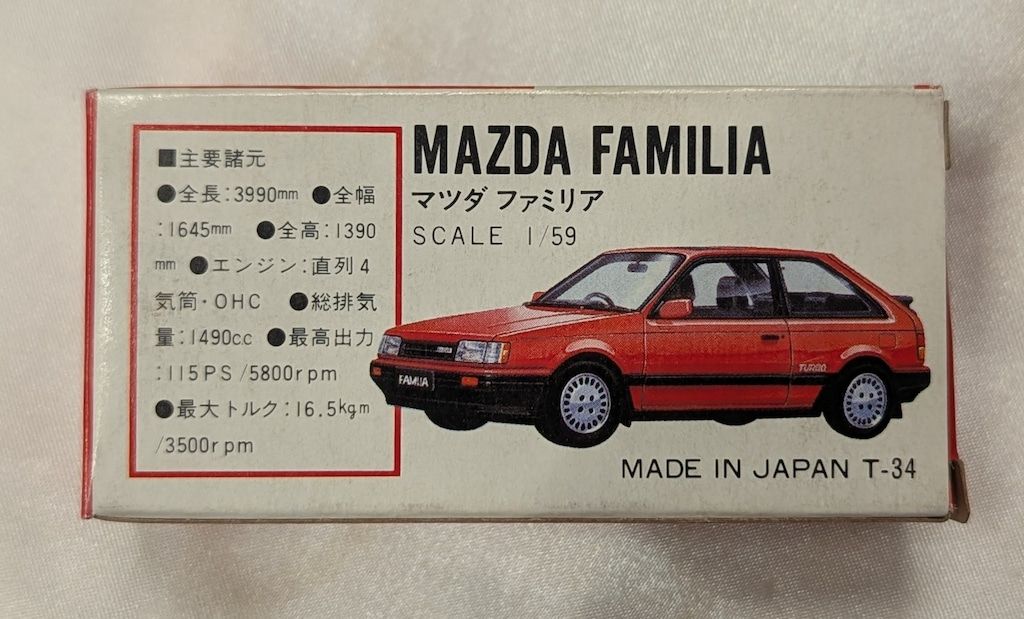 ■主要諸元
●全長:3990mm ●全幅
:1645mm ●全高:1390
mm ●エンジン:直列4
気筒・OHC ●総排気
量:1490cc ●最高出力
:115PS/5800rpm
●最大トルク:16.5kgm
/3500rpm
MAZDA FAMILIA
マツダ ファミリア
SCALE 1/59
FAMILIA
TURBO
MADE IN JAPAN T-34